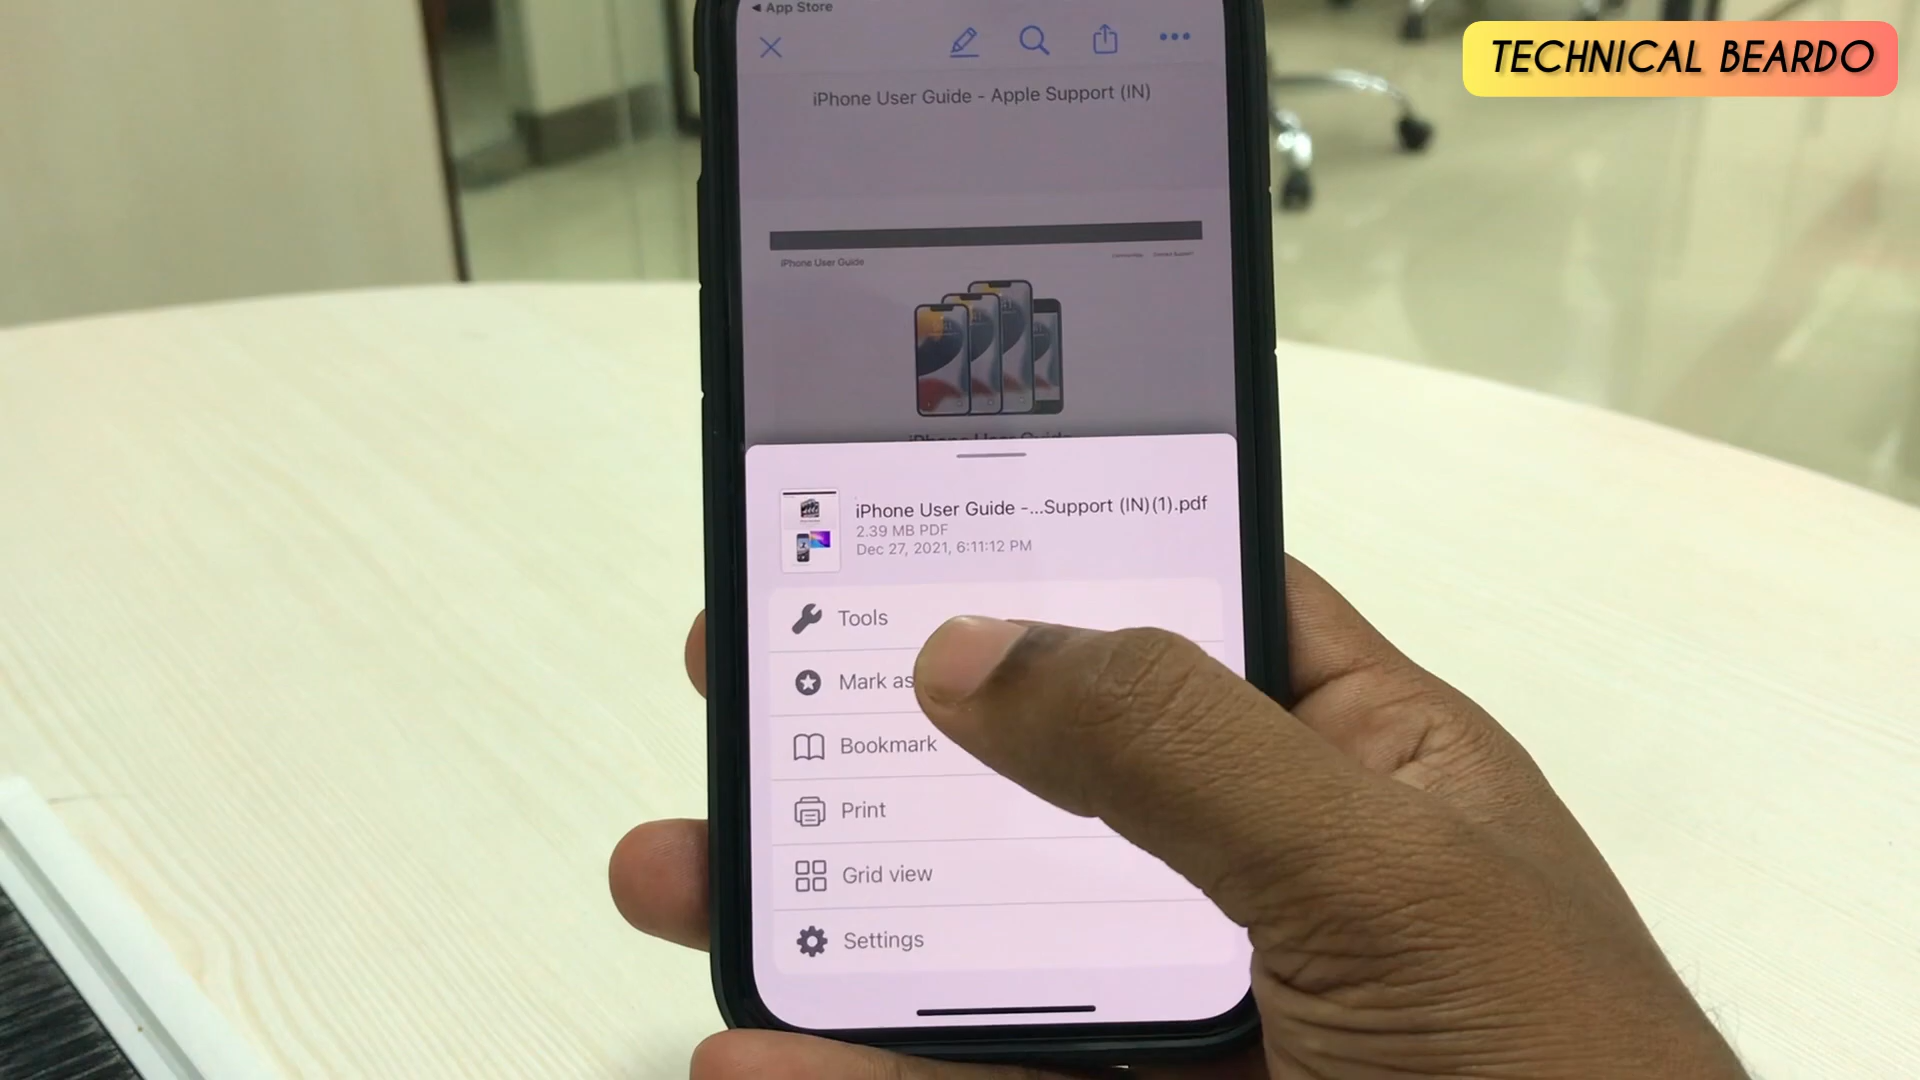 App Store
TECHNICAL BEARDO
iPhone User Guide - Apple Support (IN)
iPhone User Guide
iPhone User Guide -...Support (IN)(1).pdf
2.39 MB PDF
Dec 27, 2021, 6:11:12 PM
Tools
Mark as
Bookmark
Print
Grid view
Settings